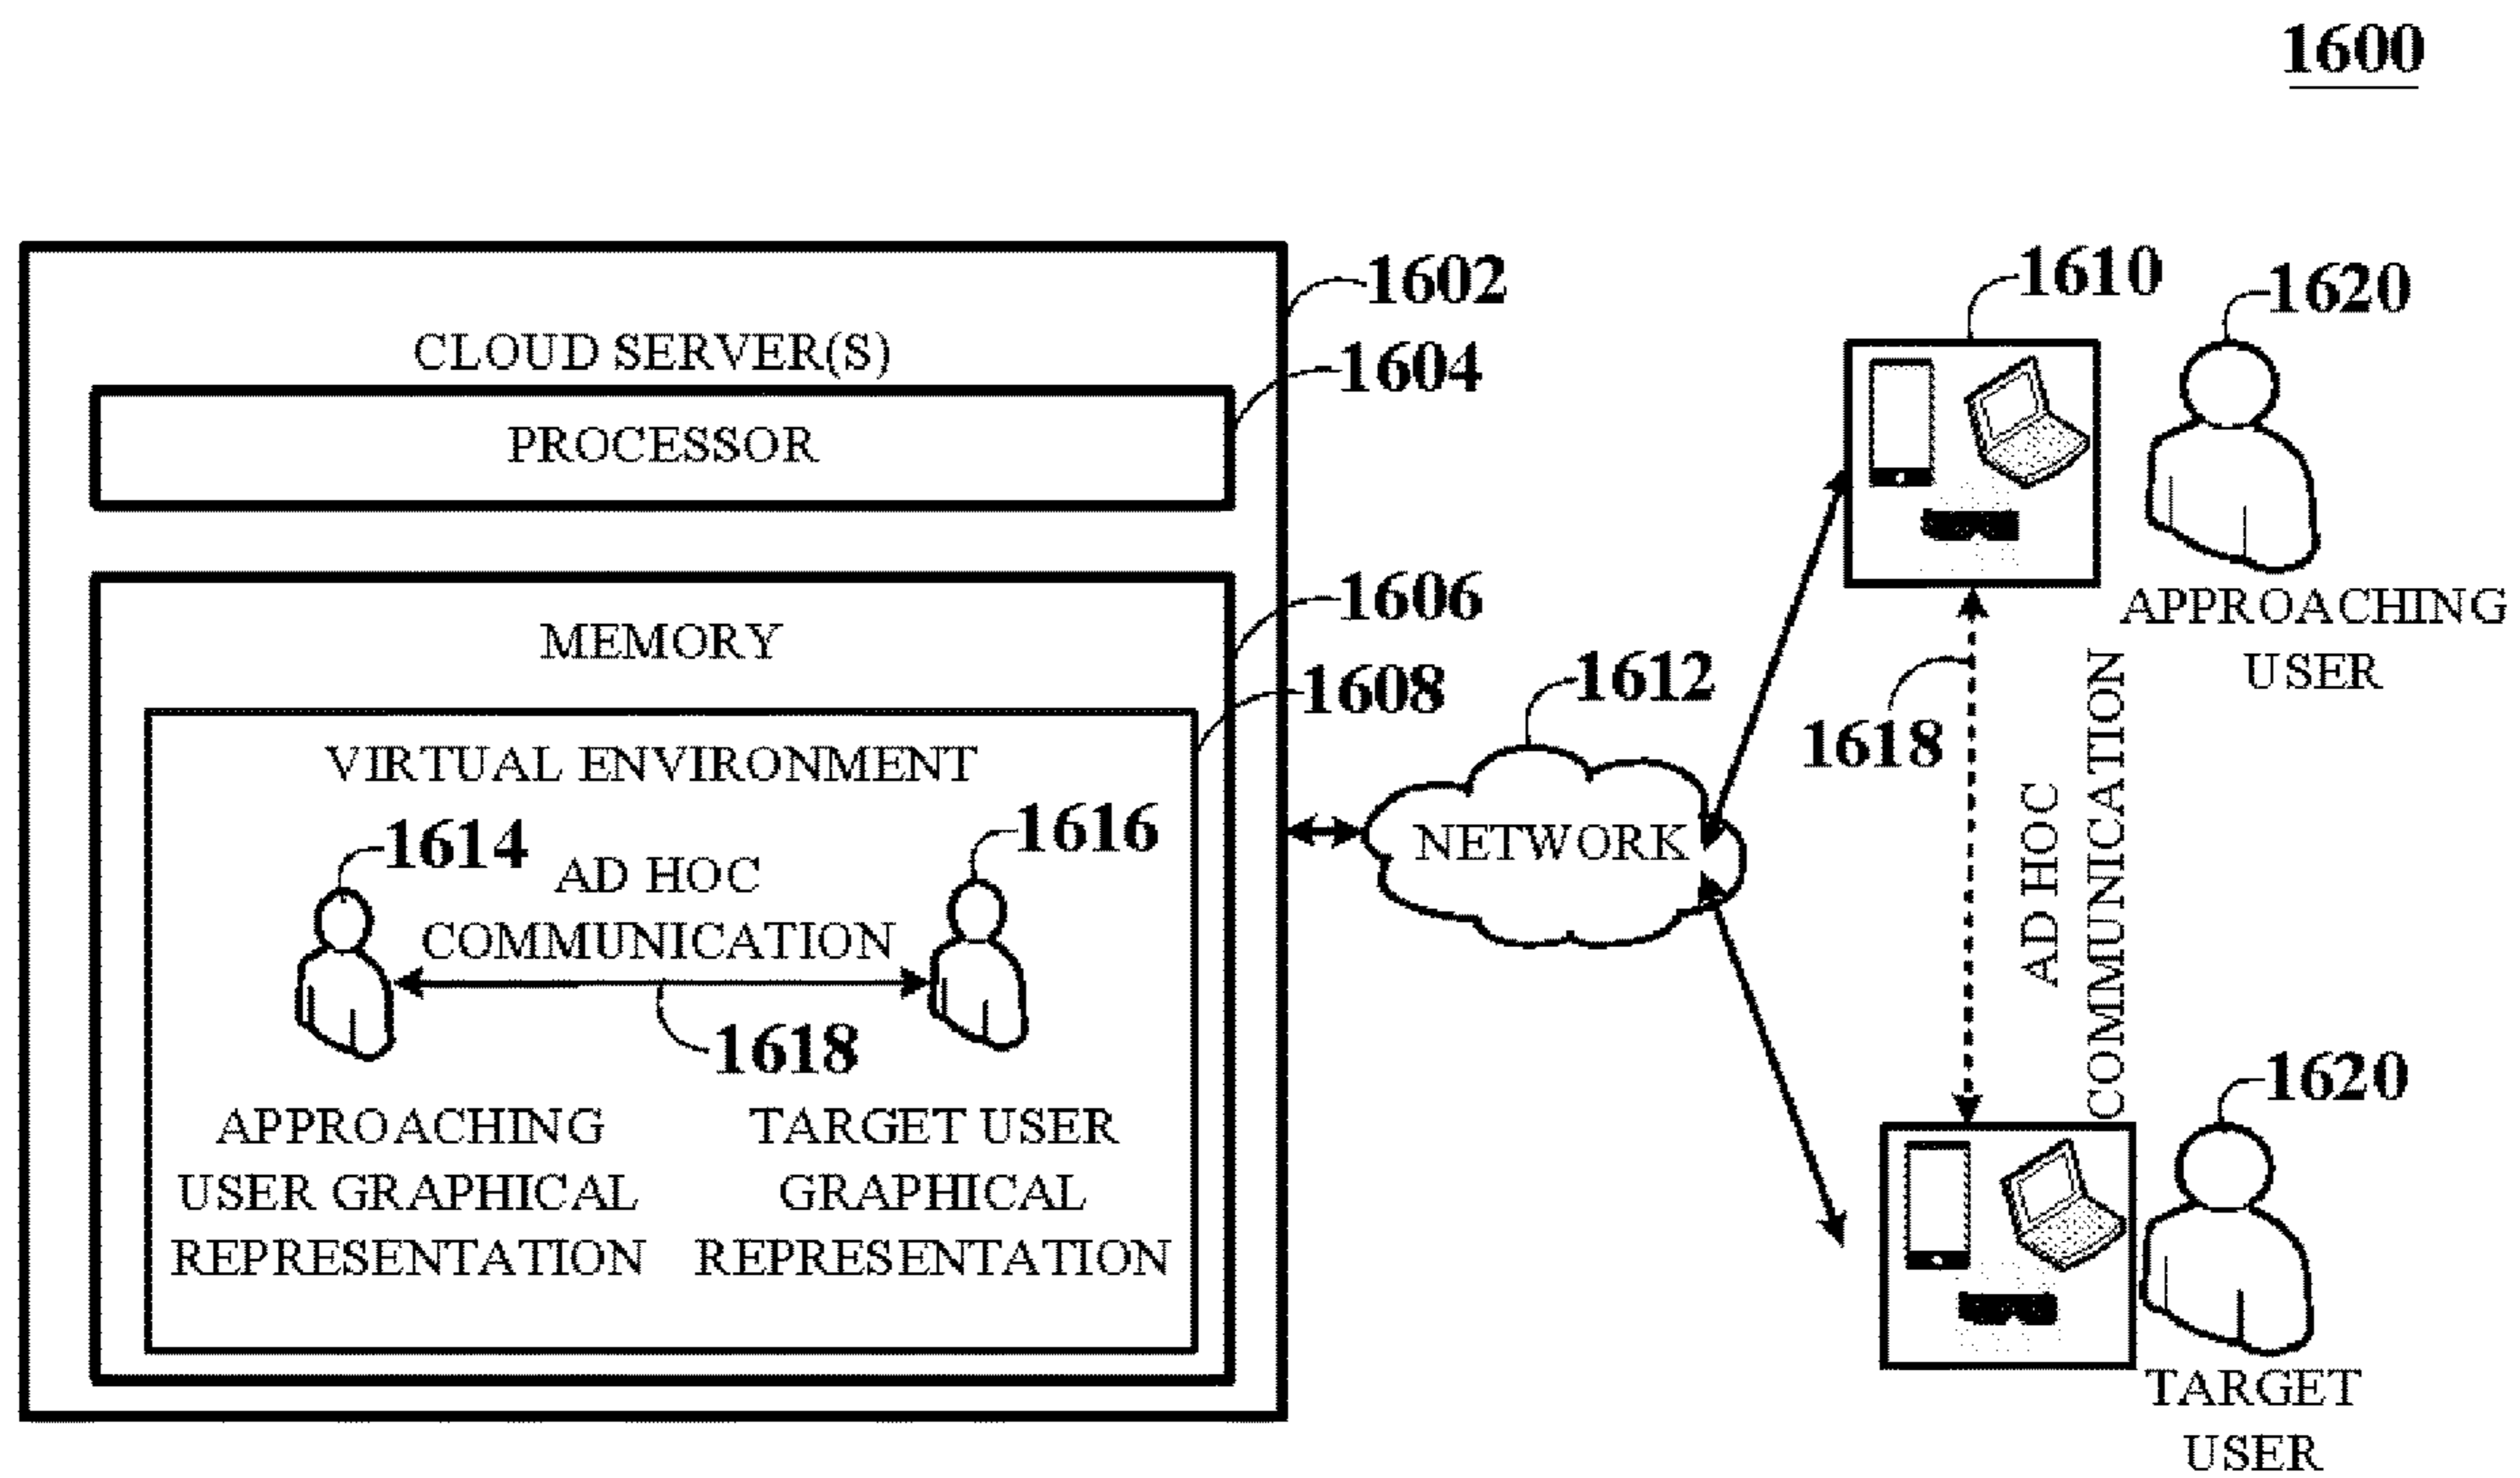 1600
CLOUD SERVER(S)
1602
PROCESSOR
1604
MEMORY
1606
VIRTUAL ENVIRONMENT
1608
1614
AD HOC
COMMUNICATION
1616
1618
APPROACHING
USER GRAPHICAL
REPRESENTATION
TARGET USER
GRAPHICAL
REPRESENTATION
1612
NETWORK
1610
1620
APPROACHING
USER
1618
AD HOC
COMMUNICATION
1620
TARGET
USER